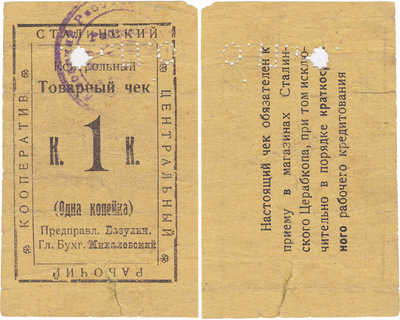 СТАЛИНСКИЙ
ЦЕНТРАЛЬНЫЙ
РАБОЧИЙ
КООПЕРАТИВ
Контрольный
Товарный чек
К. 1 К.
(Одна копейка)
Предправл. Базулин.
Гл. Бухг. Михалевский
Настоящий чек обязателен к
приему в магазинах Сталин-
ского Церабкопа, при том исклю-
чительно в порядке краткос
ного рабочего кредитования